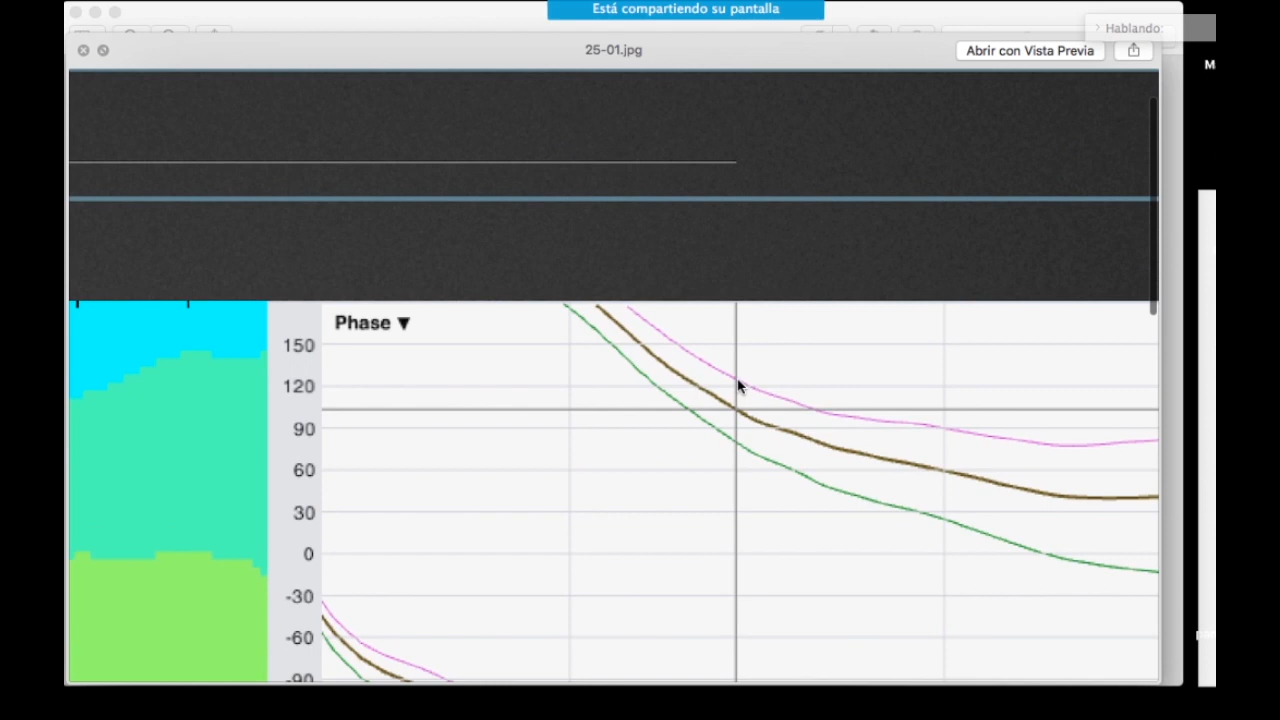 Está compartiendo su pantalla
Hablando:
25-01.jpg
Abrir con Vista Previa
M
Phase ▼
150
120
90
60
30
0
-30
-60
-90